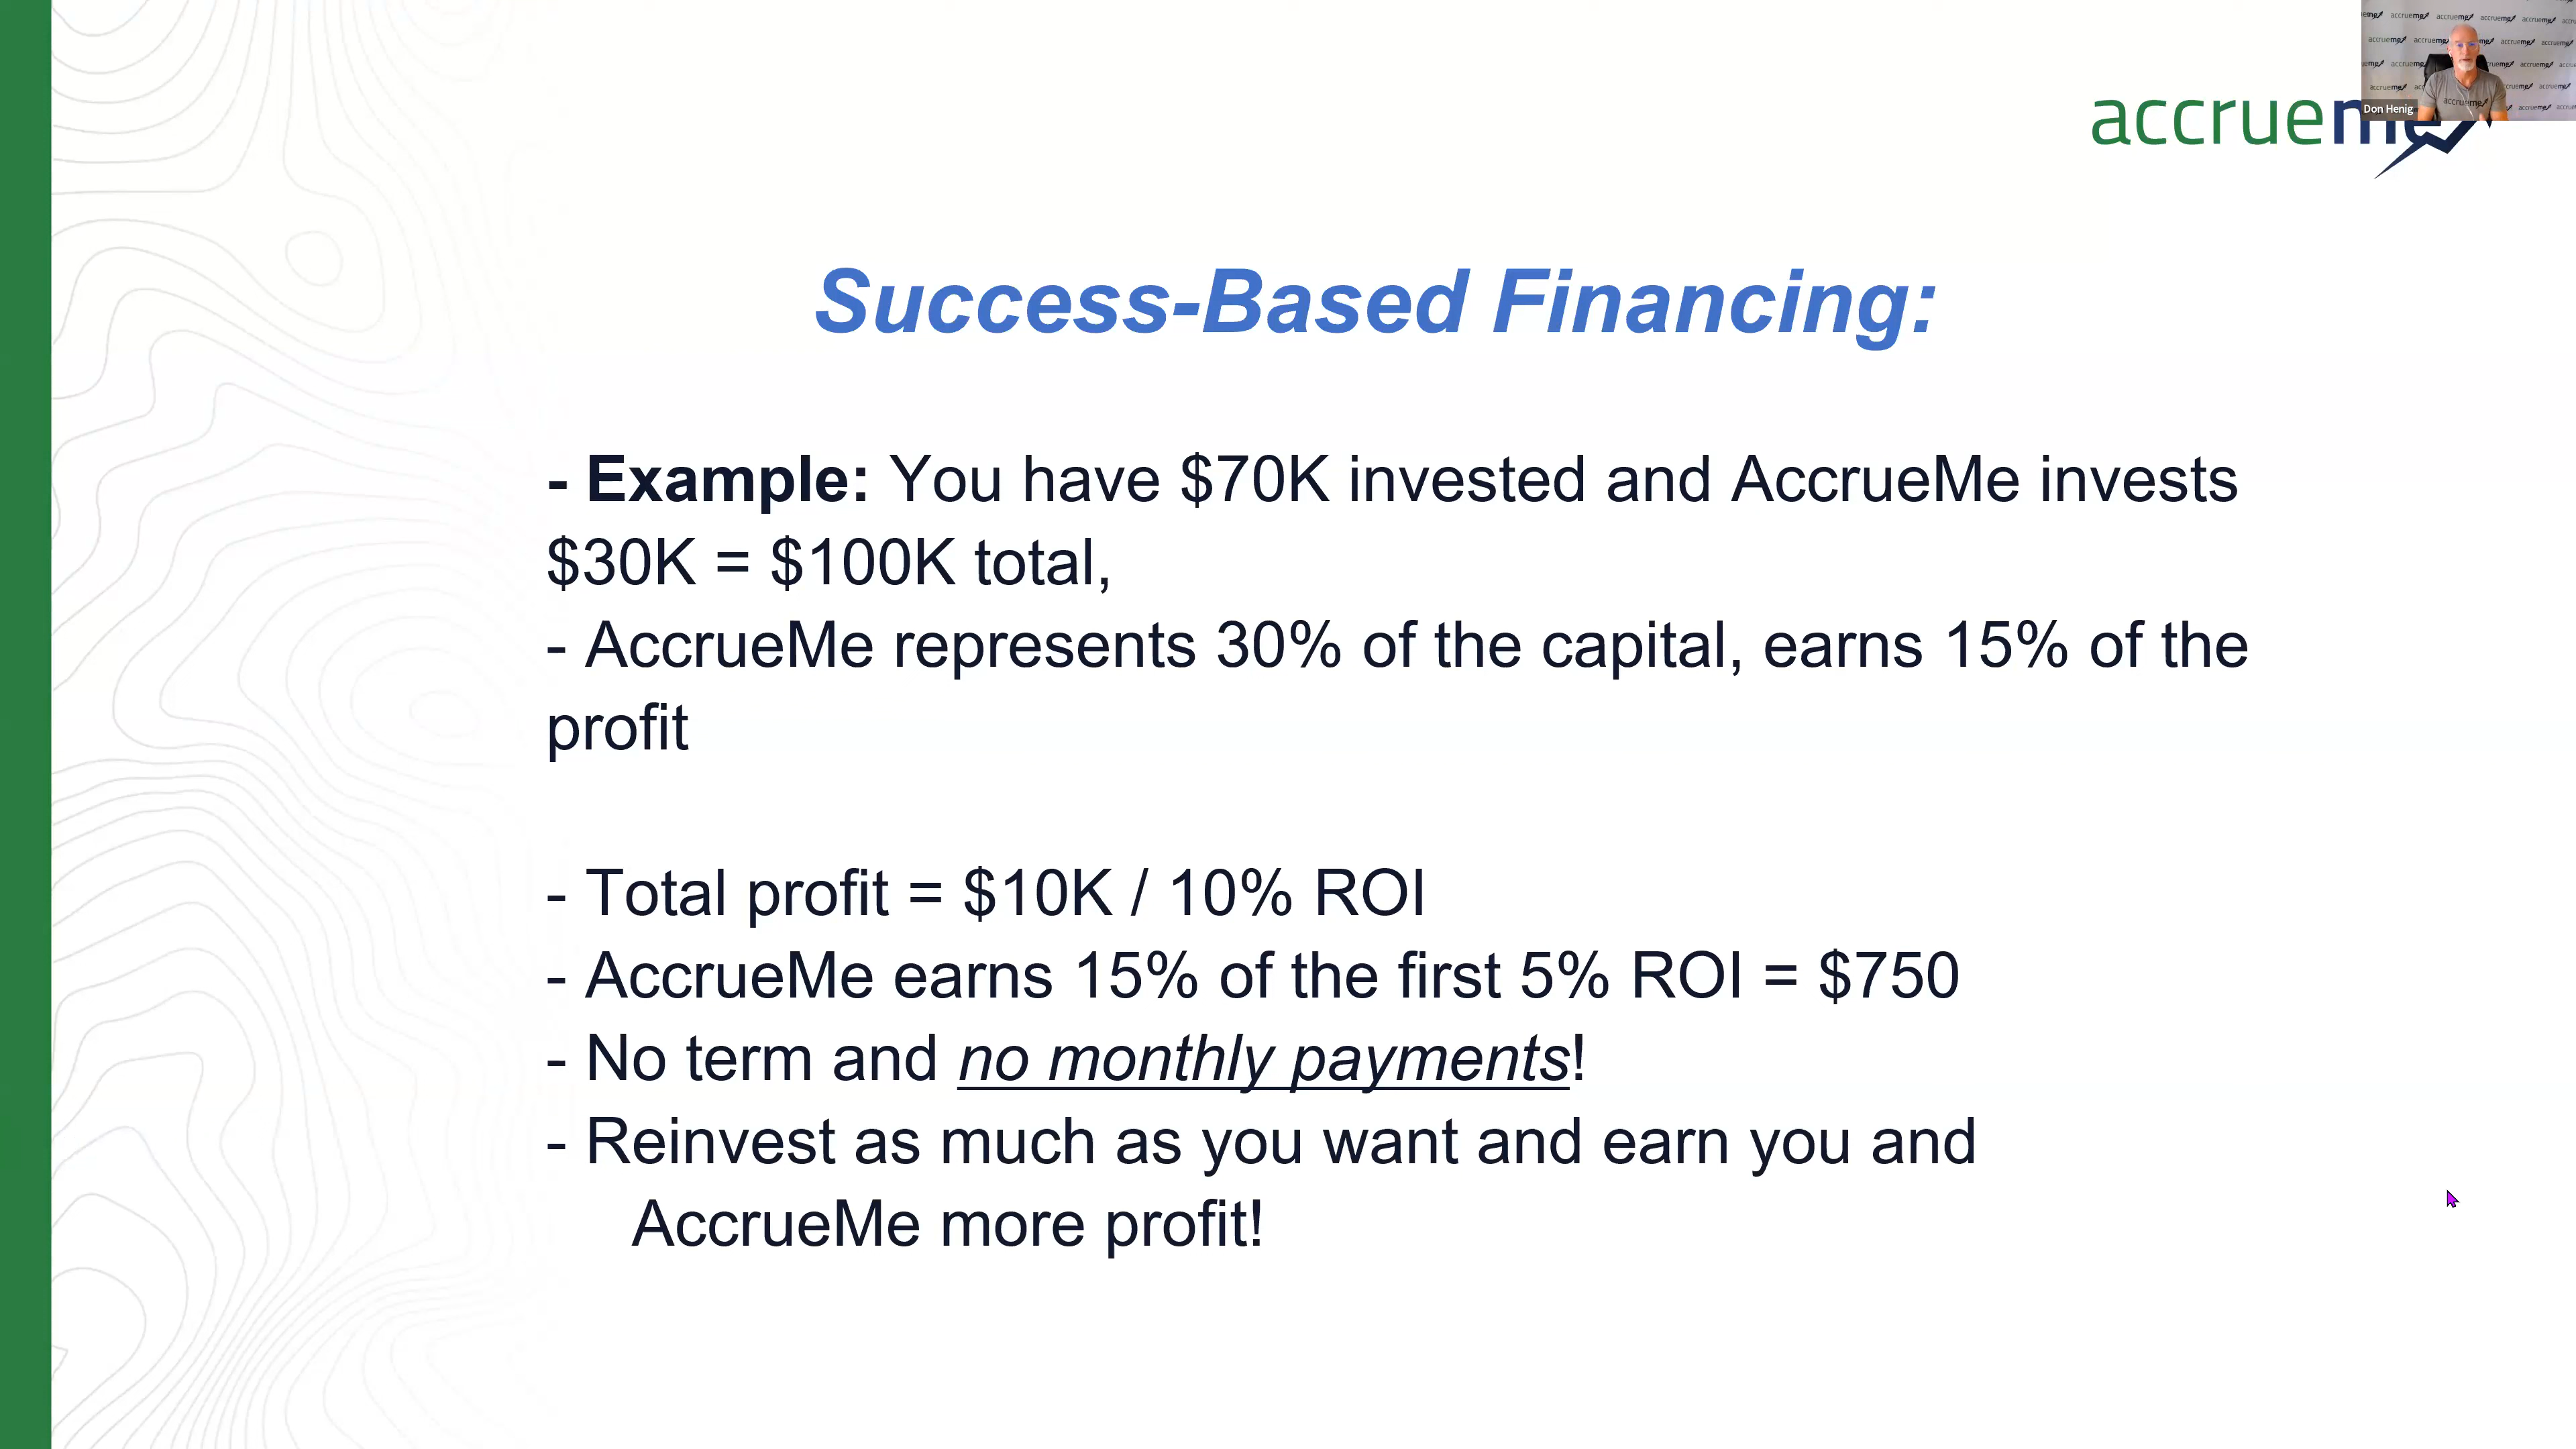 accrueme
Don Henig
Success-Based Financing:
- Example: You have $70K invested and AccrueMe invests
$30K = $100K total,
- AccrueMe represents 30% of the capital, earns 15% of the
profit
- Total profit = $10K / 10% ROI
- AccrueMe earns 15% of the first 5% ROI = $750
- No term and no monthly payments!
- Reinvest as much as you want and earn you and
AccrueMe more profit!